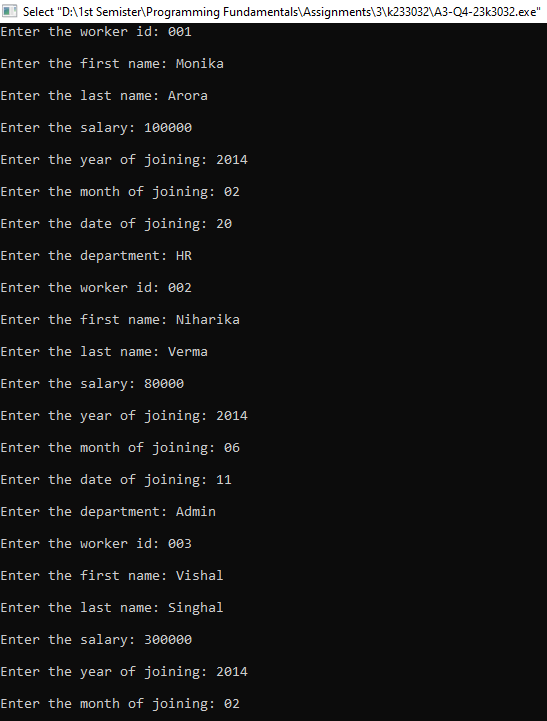 Select "D:\1st Semister\Programming Fundamentals\Assignments\3\k233032\A3-Q4-23k3032.exe"
Enter the worker id: 001
Enter the first name: Monika
Enter the last name: Arora
Enter the salary: 100000
Enter the year of joining: 2014
Enter the month of joining: 02
Enter the date of joining: 20
Enter the department: HR
Enter the worker id: 002
Enter the first name: Niharika
Enter the last name: Verma
Enter the salary: 80000
Enter the year of joining: 2014
Enter the month of joining: 06
Enter the date of joining: 11
Enter the department: Admin
Enter the worker id: 003
Enter the first name: Vishal
Enter the last name: Singhal
Enter the salary: 300000
Enter the year of joining: 2014
Enter the month of joining: 02